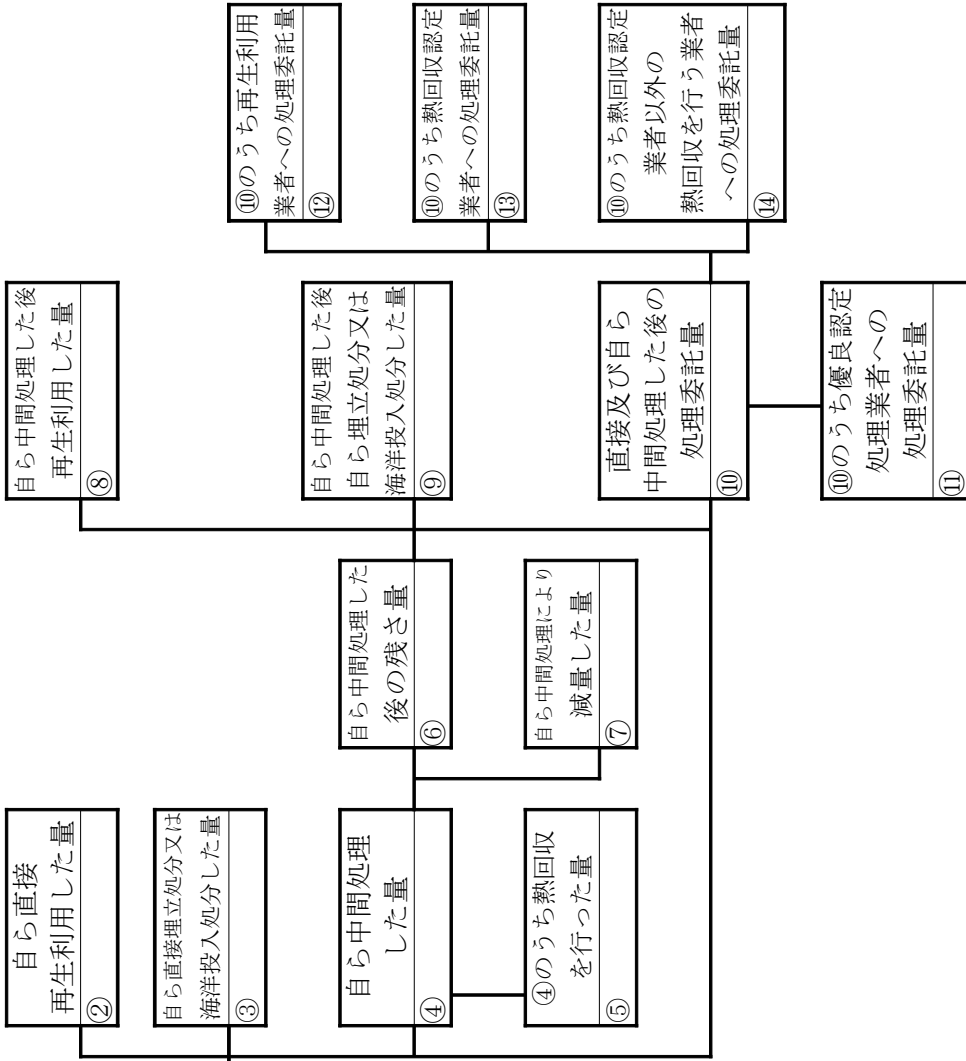 自ら直接
再生利用した量
②
自ら直接埋立処分又は
海洋投入処分した量
③
自ら中間処理
した量
④
④のうち熱回収
を行った量
⑤
自ら中間処理した
後の残さ量
⑥
自ら中間処理により
減量した量
⑦
自ら中間処理した後
再生利用した量
⑧
自ら中間処理した後
自ら埋立処分又は
海洋投入処分した量
⑨
直接及び自ら
中間処理した後の
処理委託量
⑩
⑩のうち優良認定
処理業者への
処理委託量
⑪
⑩のうち再生利用
業者への処理委託量
⑫
⑩のうち熱回収認定
業者への処理委託量
⑬
⑩のうち熱回収認定
業者以外の
熱回収を行う業者
への処理委託量
⑭